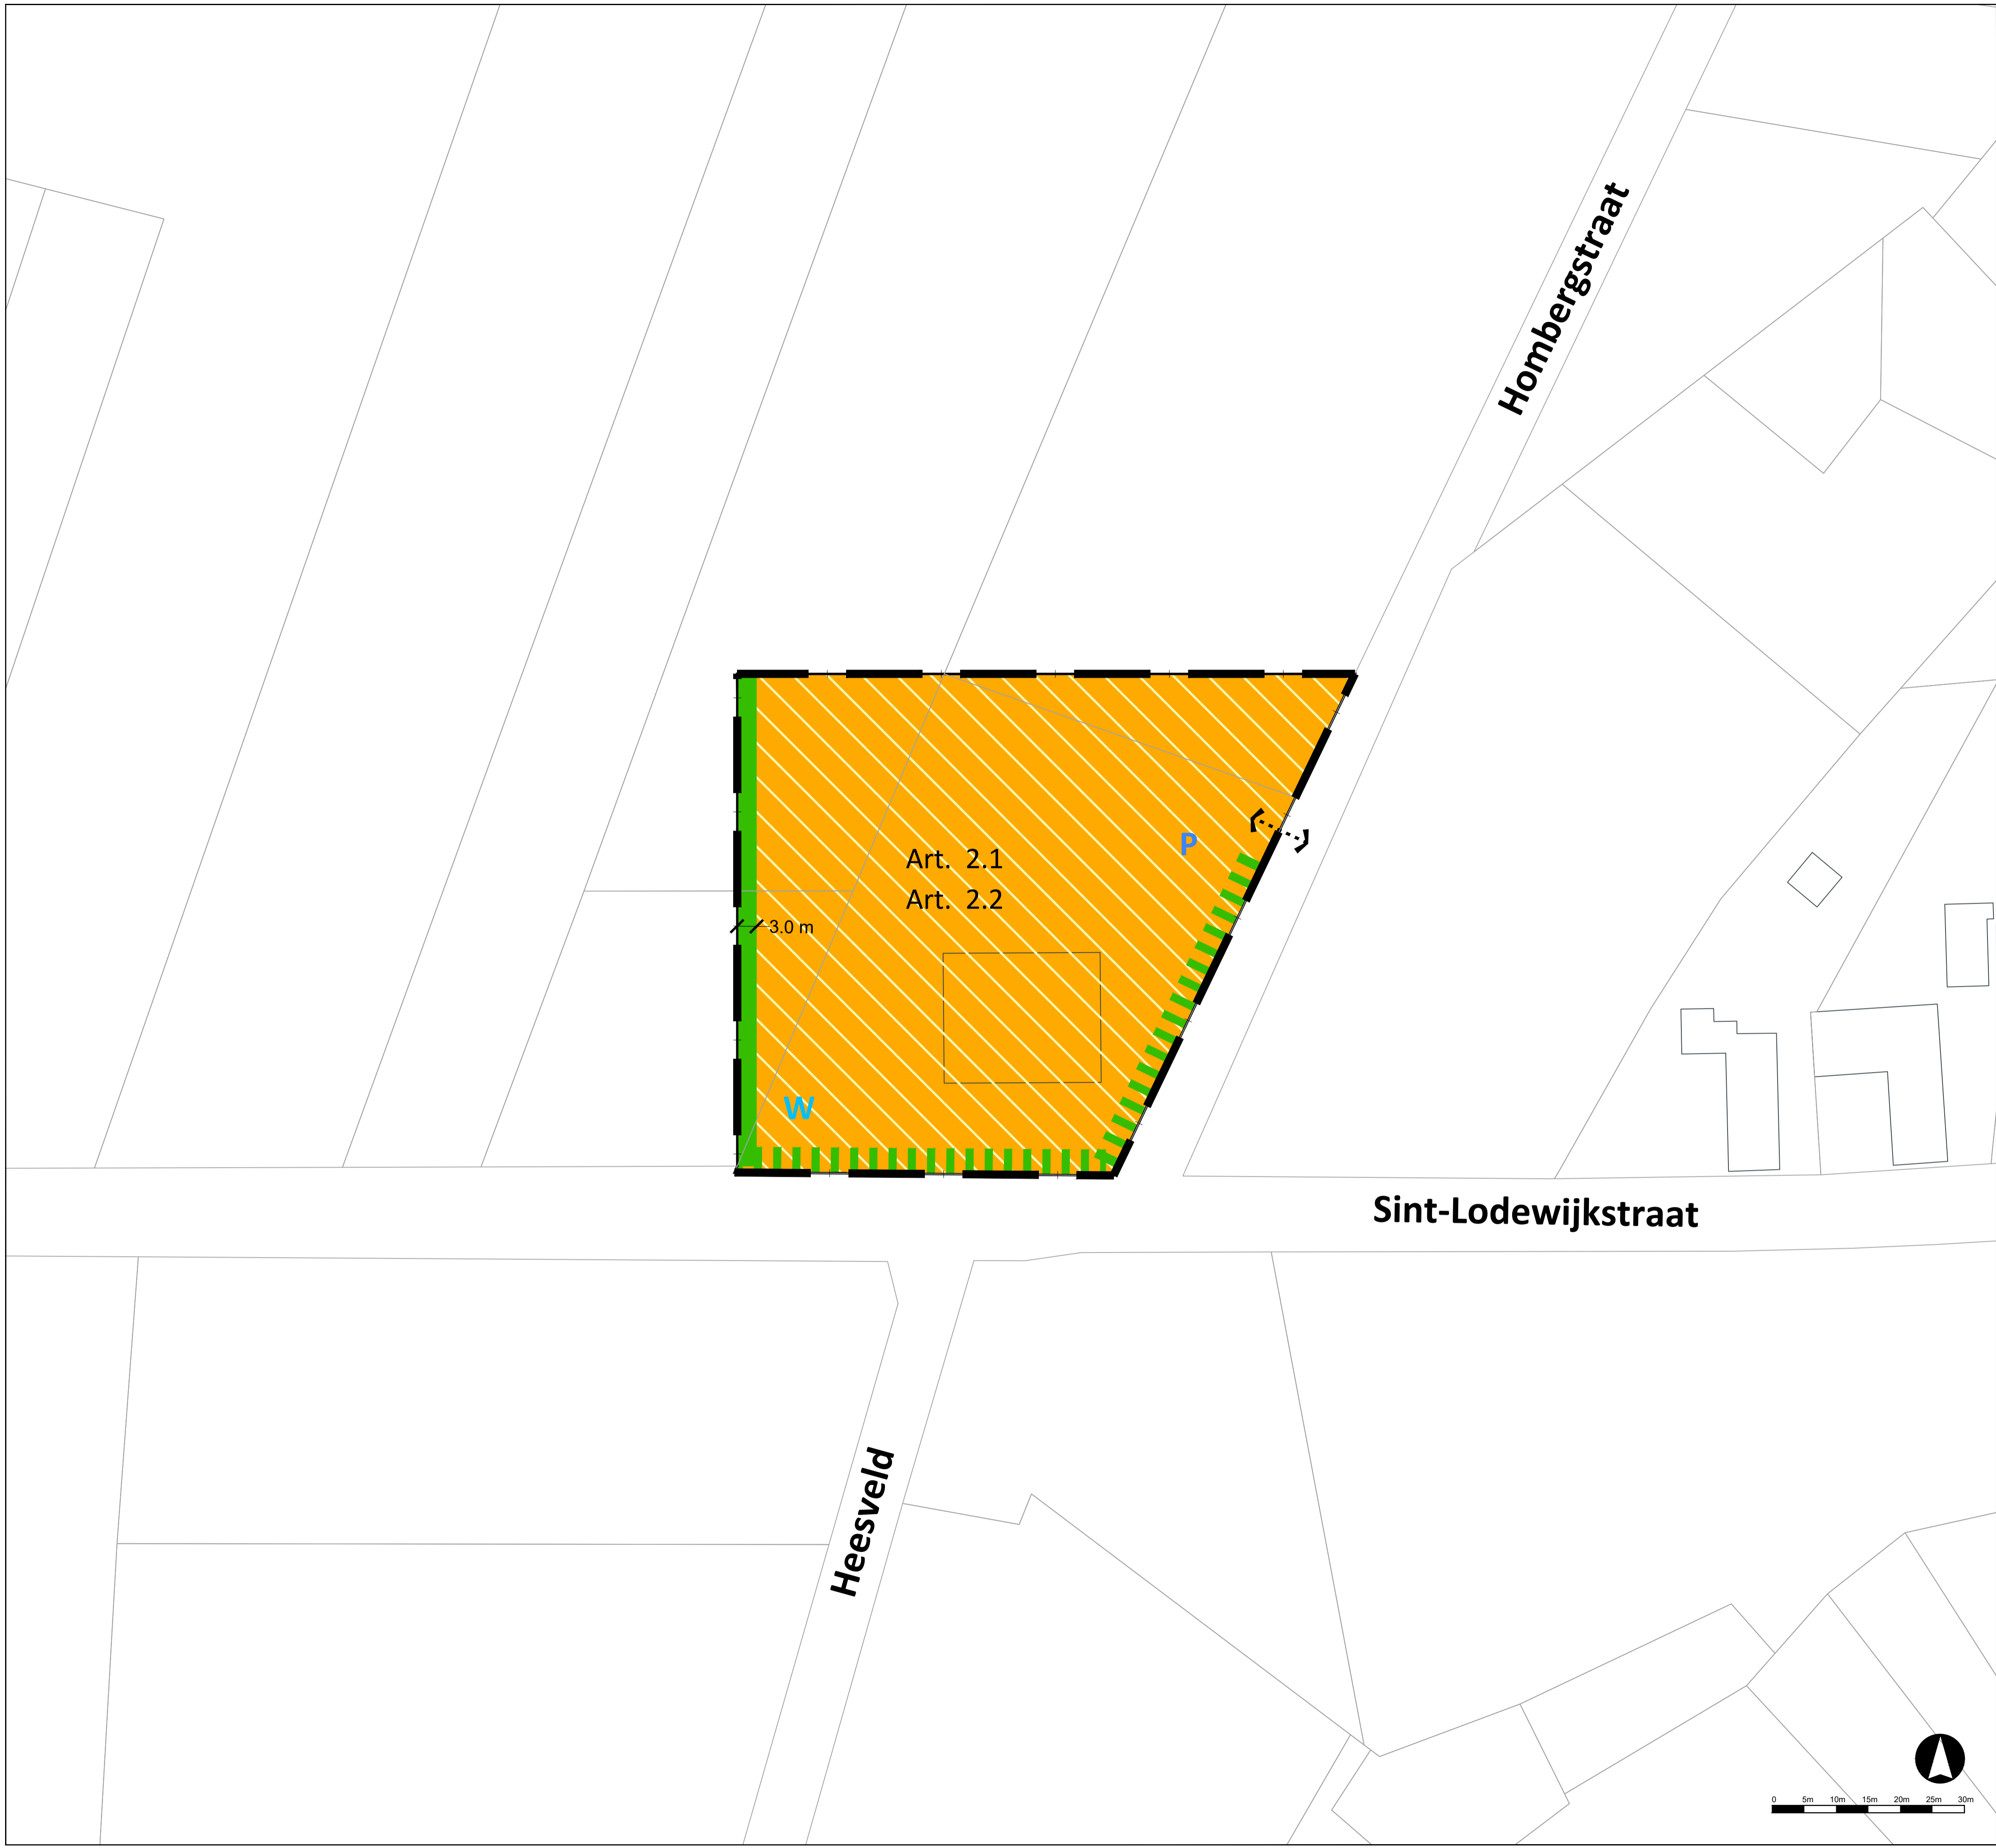 Hombergstraat
P
Art. 2.1
Art. 2.2
3.0 m
W
Sint-Lodewijkstraat
Heesveld
0 5m 10m 15m 20m 25m 30m